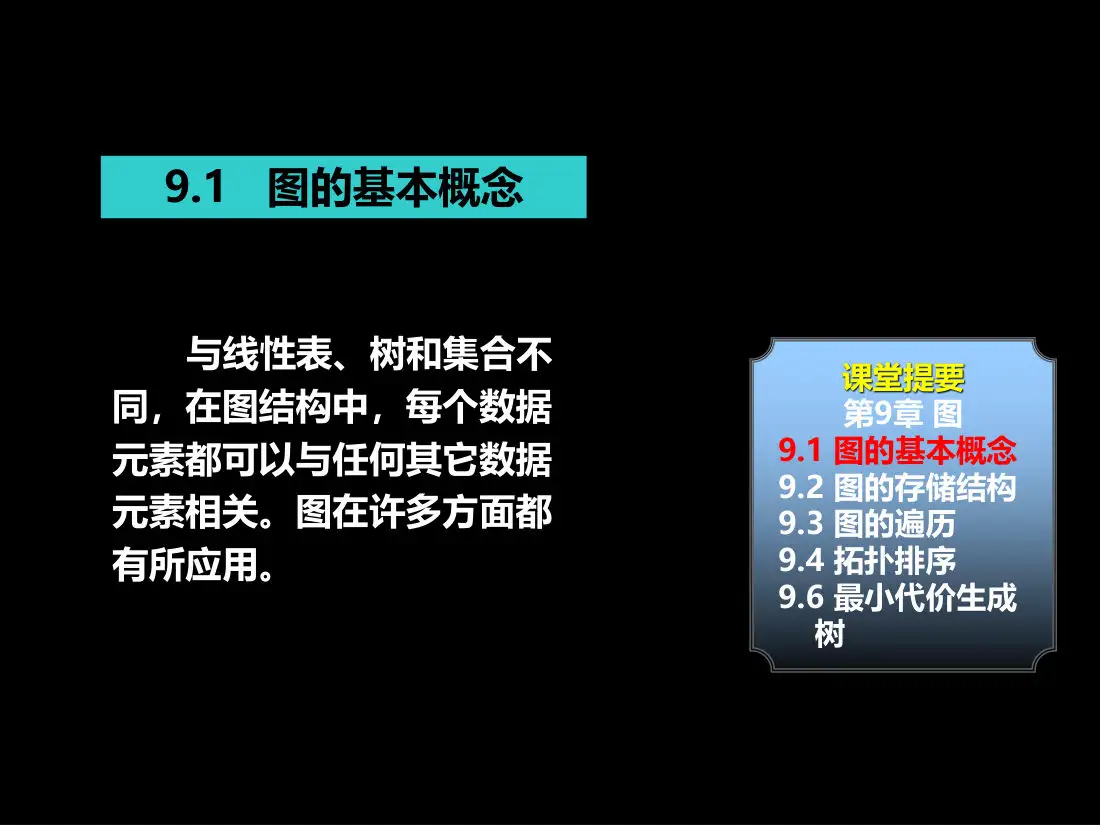 9.1 图的基本概念
与线性表、树和集合不
同，在图结构中，每个数据
元素都可以与任何其它数据
元素相关。图在许多方面都
有所应用。
课堂提要
第9章 图
9.1 图的基本概念
9.2 图的存储结构
9.3 图的遍历
9.4 拓扑排序
9.6 最小代价生成
树